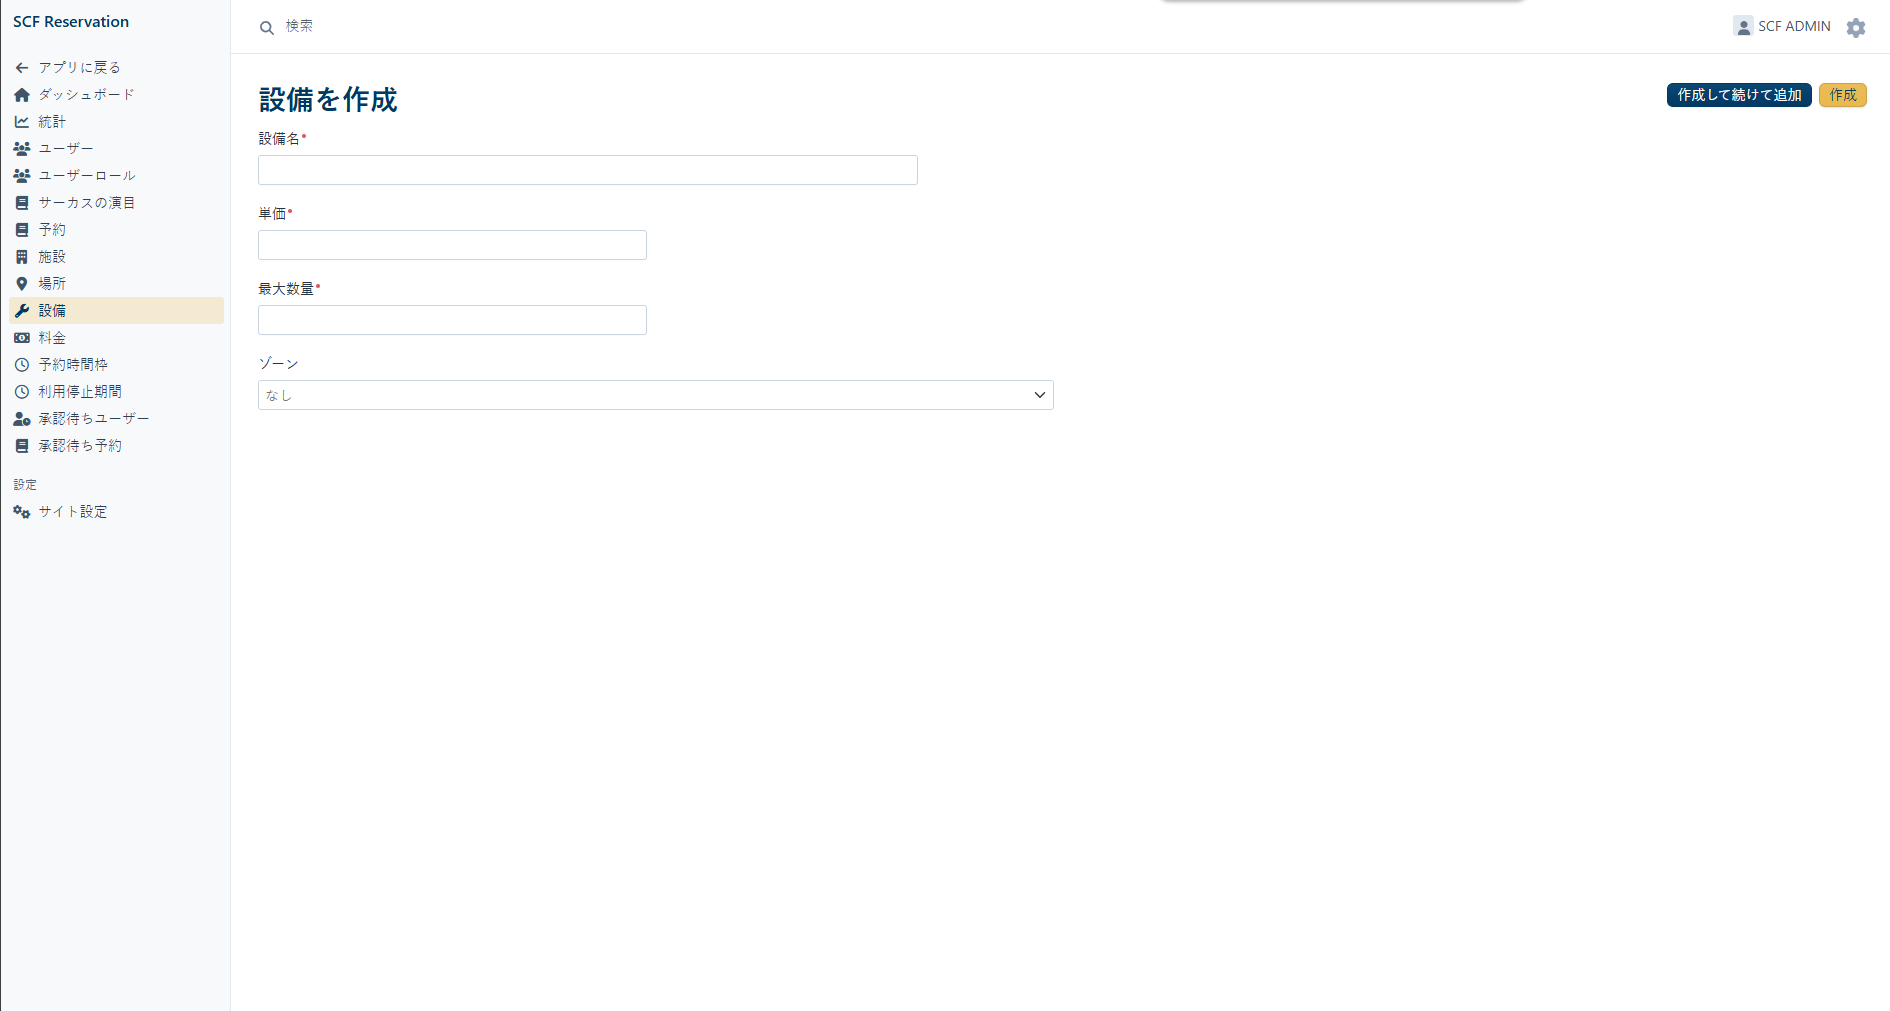 SCF Reservation
アプリに戻る
ダッシュボード
統計
ユーザー
ユーザーロール
サーカスの演目
予約
施設
場所
設備
料金
予約時間枠
利用停止期間
承認待ちユーザー
承認待ち予約
設定
サイト設定
検索
SCF ADMIN
設備を作成
作成して続けて追加
作成
設備名*
単価*
最大数量*
ゾーン
なし